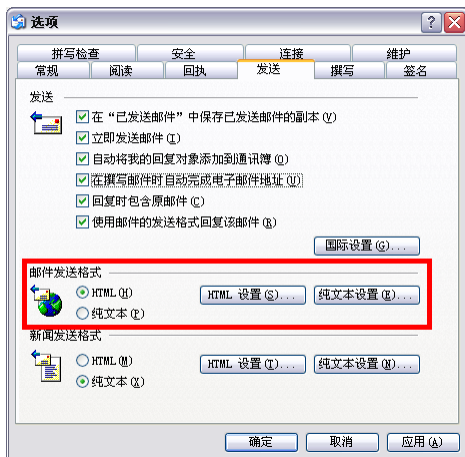 选项
拼写检查 安全 连接 维护
常规 阅读 回执 发送 撰写 签名
发送
在“已发送邮件”中保存已发送邮件的副本(V)
立即发送邮件(I)
自动将我的回复对象添加到通讯簿(O)
在撰写邮件时自动完成电子邮件地址(U)
回复时包含原邮件(C)
使用邮件的发送格式回复该邮件(R)
国际设置(G)...
邮件发送格式
HTML(H) HTML 设置(S)... 纯文本设置(E)...
纯文本(P)
新闻发送格式
HTML(M) HTML 设置(T)... 纯文本设置(N)...
纯文本(X)
确定 取消 应用(A)